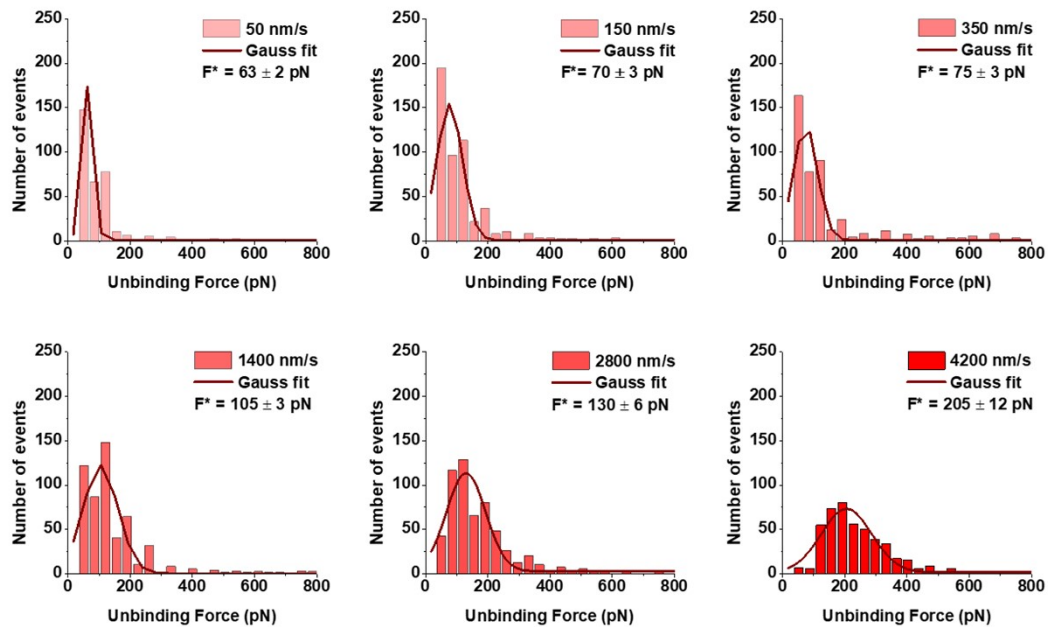 250
200
150
100
50
0
Number of events
0 200 400 600 800
Unbinding Force (pN)
50 nm/s
Gauss fit
F* = 63 ± 2 pN
250
200
150
100
50
0
Number of events
0 200 400 600 800
Unbinding Force (pN)
150 nm/s
Gauss fit
F*= 70 ± 3 pN
250
200
150
100
50
0
Number of events
0 200 400 600 800
Unbinding Force (pN)
350 nm/s
Gauss fit
F* = 75 ± 3 pN
250
200
150
100
50
0
Number of events
0 200 400 600 800
Unbinding Force (pN)
1400 nm/s
Gauss fit
F* = 105 ± 3 pN
250
200
150
100
50
0
Number of events
0 200 400 600 800
Unbinding Force (pN)
2800 nm/s
Gauss fit
F* = 130 ± 6 pN
250
200
150
100
50
0
Number of events
0 200 400 600 800
Unbinding Force (pN)
4200 nm/s
Gauss fit
F* = 205 ± 12 pN